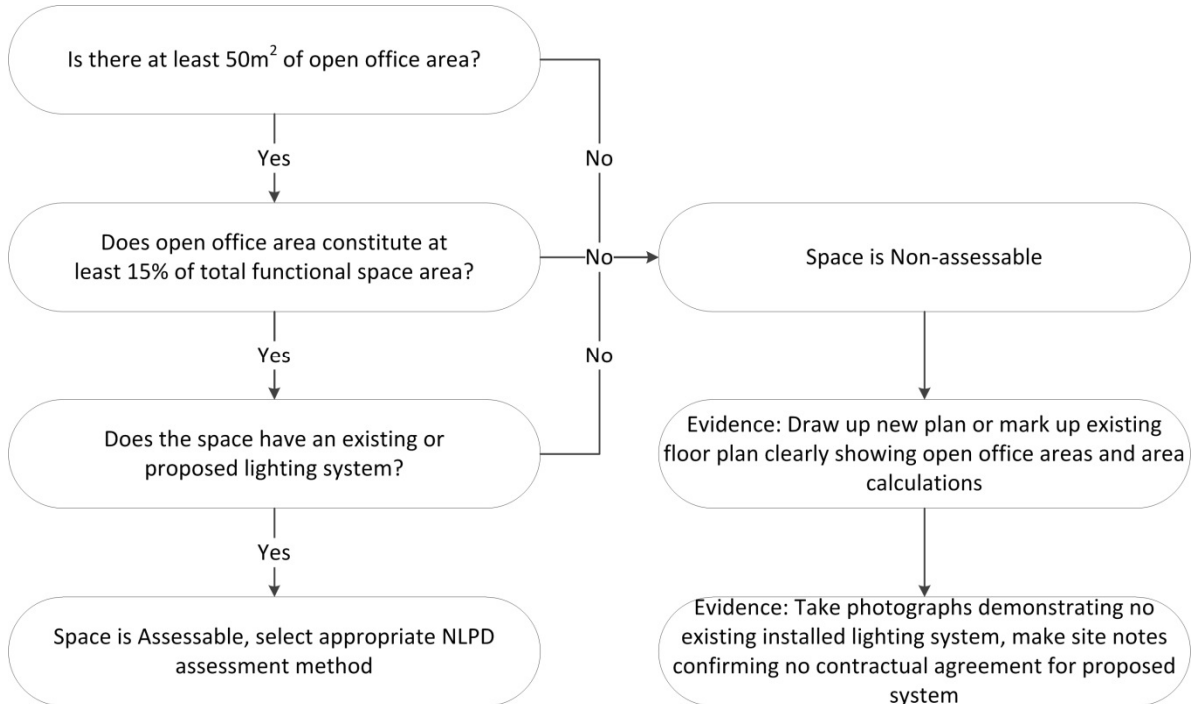 Is there at least 50m² of open office area?
Yes
No
Does open office area constitute at
least 15% of total functional space area?
No
Space is Non-assessable
Yes
No
Does the space have an existing or
proposed lighting system?
Evidence: Draw up new plan or mark up existing
floor plan clearly showing open office areas and area
calculations
Yes
Space is Assessable, select appropriate NLPD
assessment method
Evidence: Take photographs demonstrating no
existing installed lighting system, make site notes
confirming no contractual agreement for proposed
system